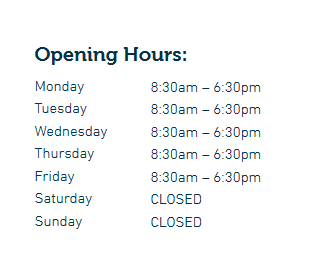 Opening Hours:
Monday 8:30am – 6:30pm
Tuesday 8:30am – 6:30pm
Wednesday 8:30am – 6:30pm
Thursday 8:30am – 6:30pm
Friday 8:30am – 6:30pm
Saturday CLOSED
Sunday CLOSED